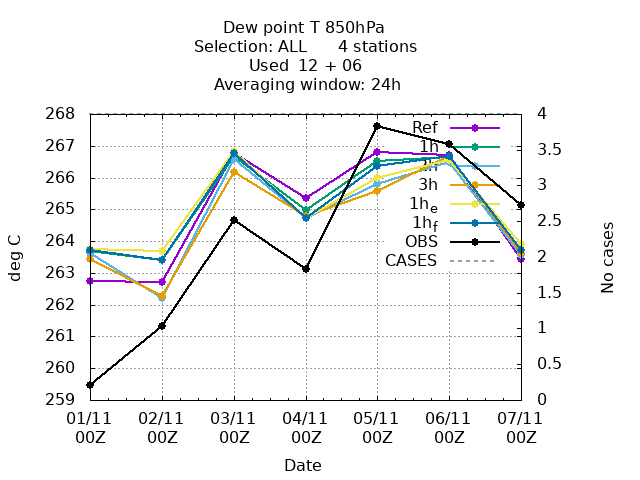 Dew point T 850hPa
Selection: ALL      4 stations
Used  12 + 06
Averaging window: 24h
268
267
266
265
264
263
262
261
260
259
deg C
4
3.5
3
2.5
2
1.5
1
0.5
0
No cases
Ref
1h
3h
1h_e
1h_f
OBS
CASES
01/11 02/11 03/11 04/11 05/11 06/11 07/11
00Z 00Z 00Z 00Z 00Z 00Z 00Z
Date